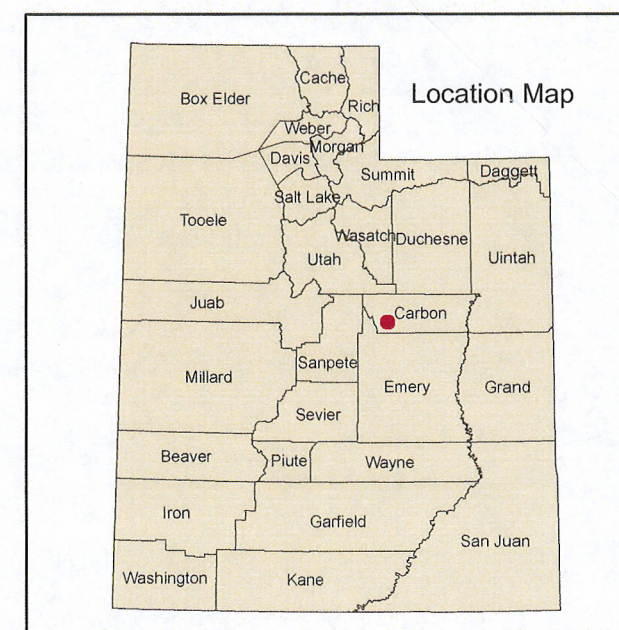 Location Map
Cache
Box Elder
Rich
Weber
Morgan
Davis
Summit
Daggett
Salt Lake
Tooele
Wasatch
Duchesne
Utah
Uintah
Juab
Carbon
Sanpete
Millard
Emery
Grand
Sevier
Beaver
Piute
Wayne
Iron
Garfield
San Juan
Washington
Kane